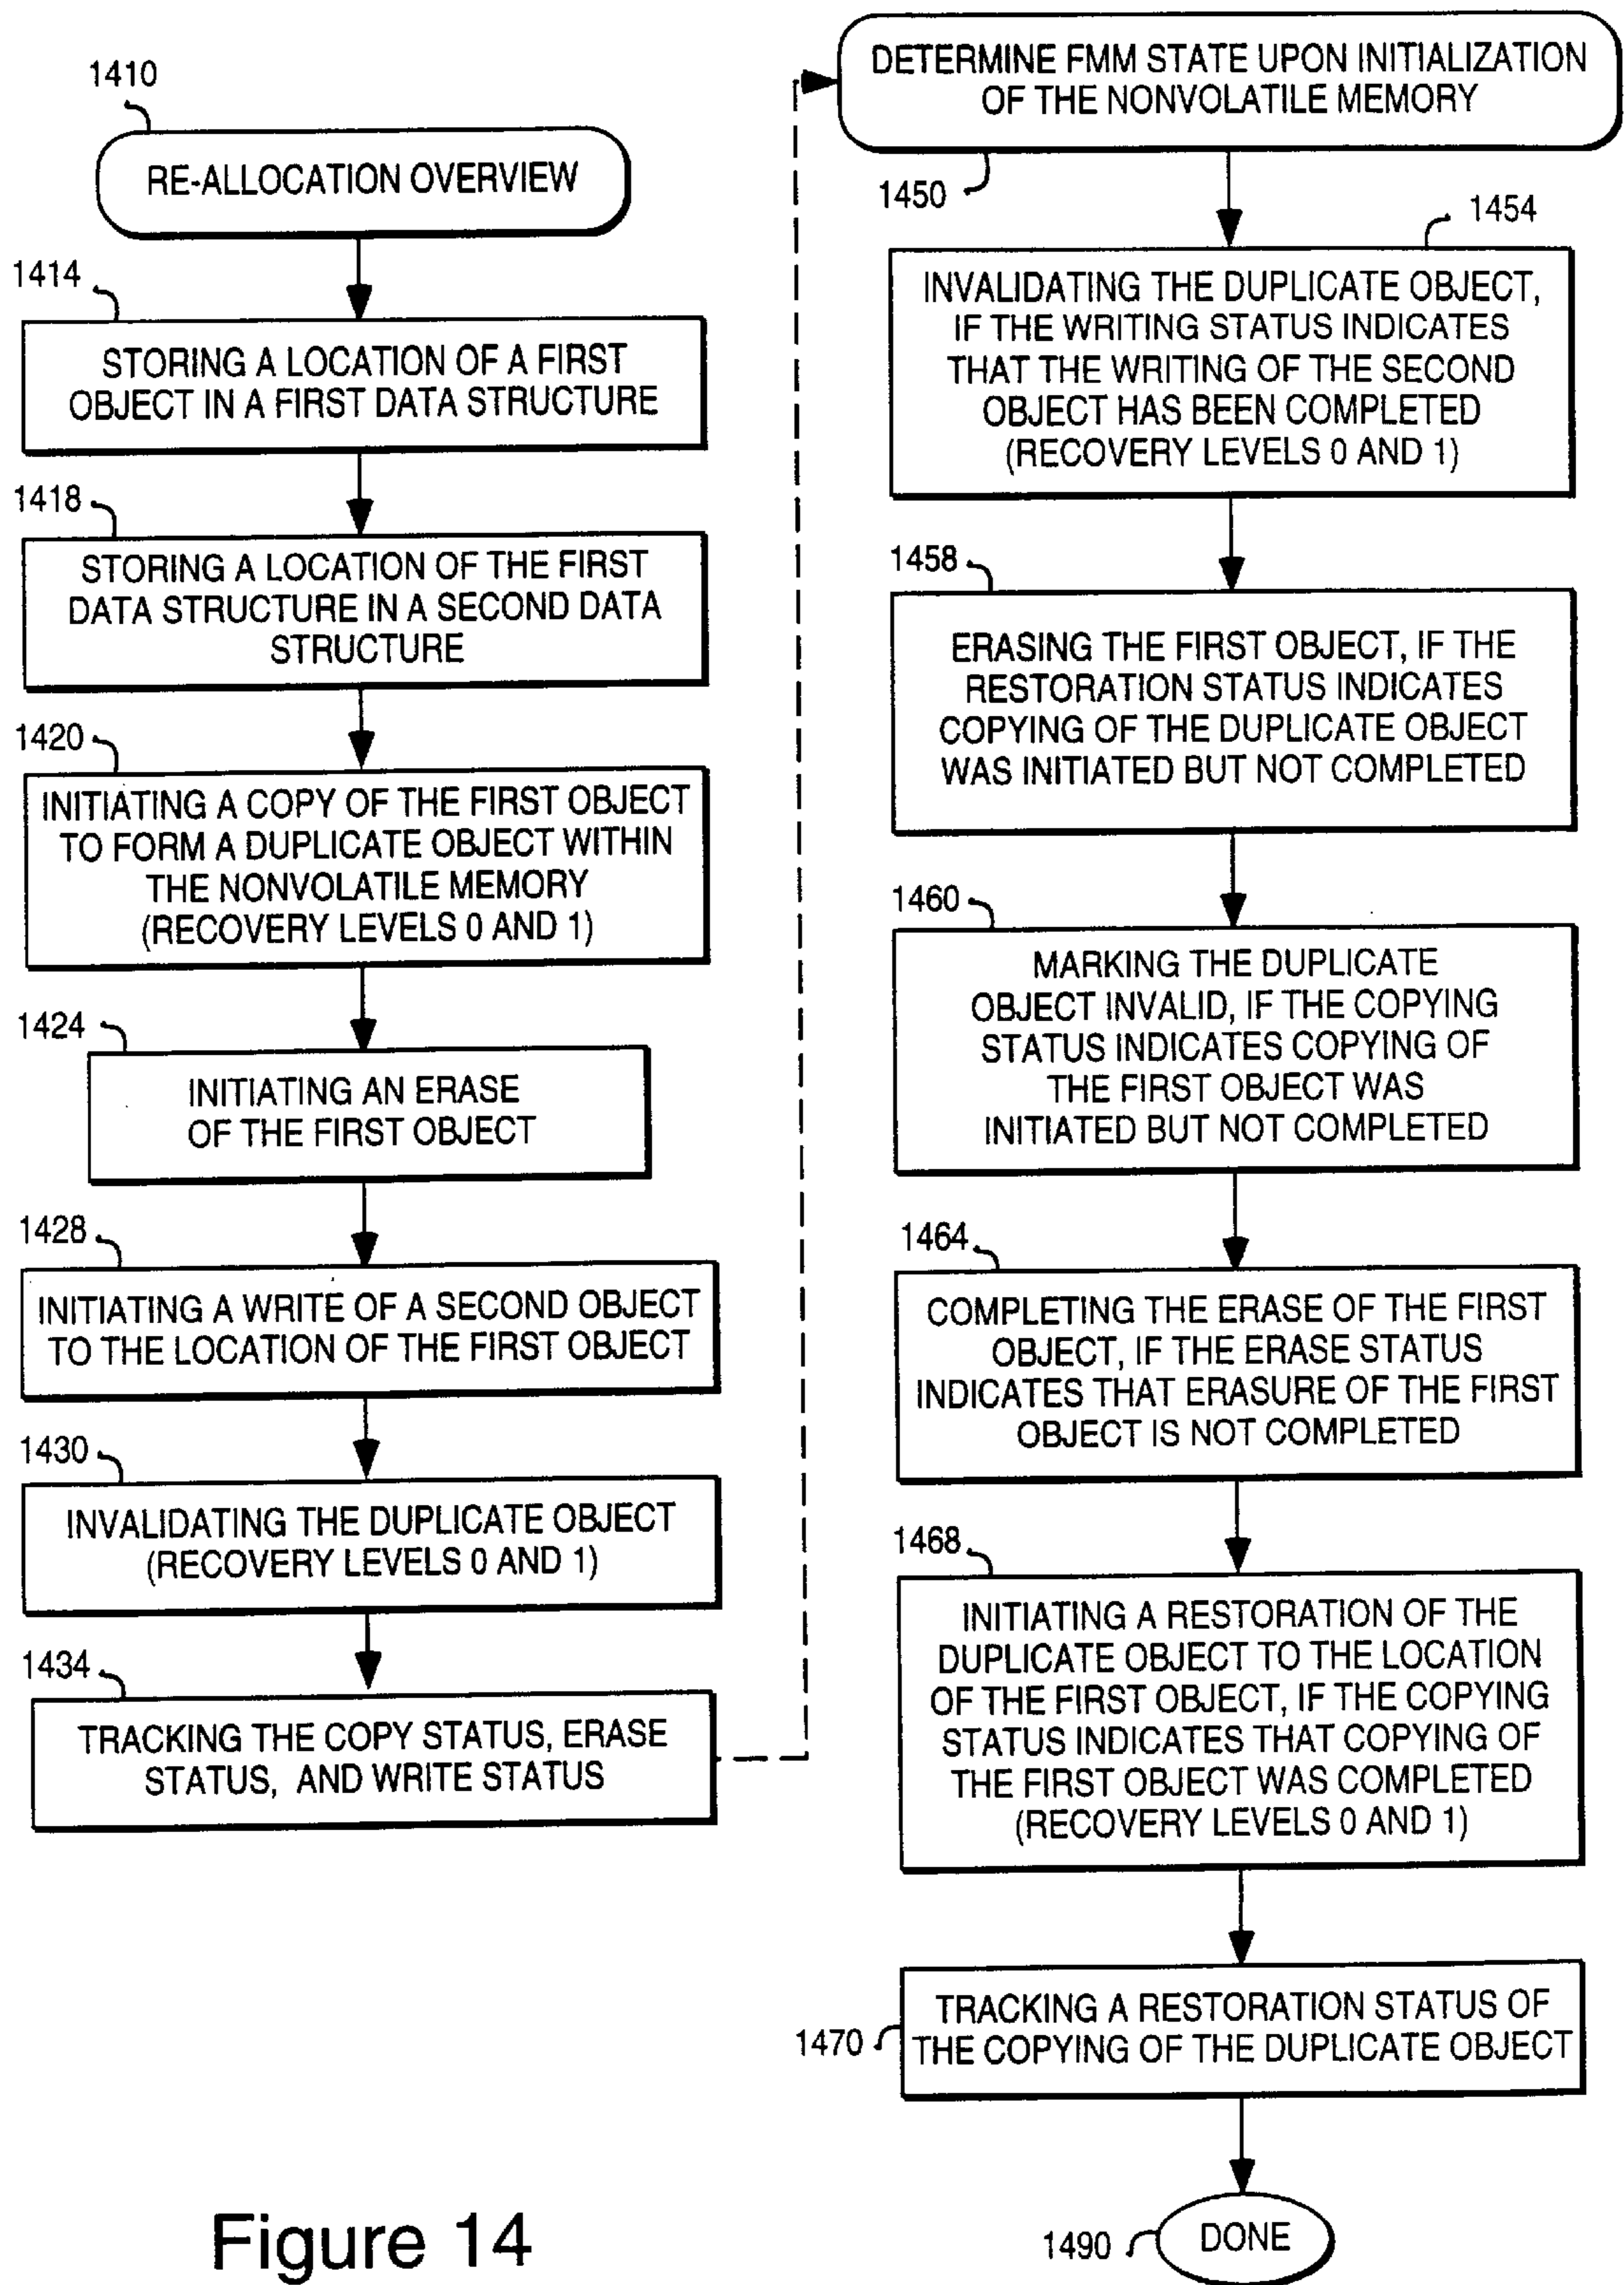 1410
RE-ALLOCATION OVERVIEW
1414
STORING A LOCATION OF A FIRST
OBJECT IN A FIRST DATA STRUCTURE
1418
STORING A LOCATION OF THE FIRST
DATA STRUCTURE IN A SECOND DATA
STRUCTURE
1420
INITIATING A COPY OF THE FIRST OBJECT
TO FORM A DUPLICATE OBJECT WITHIN
THE NONVOLATILE MEMORY
(RECOVERY LEVELS 0 AND 1)
1424
INITIATING AN ERASE
OF THE FIRST OBJECT
1428
INITIATING A WRITE OF A SECOND OBJECT
TO THE LOCATION OF THE FIRST OBJECT
1430
INVALIDATING THE DUPLICATE OBJECT
(RECOVERY LEVELS 0 AND 1)
1434
TRACKING THE COPY STATUS, ERASE
STATUS, AND WRITE STATUS
DETERMINE FMM STATE UPON INITIALIZATION
OF THE NONVOLATILE MEMORY
1450
1454
INVALIDATING THE DUPLICATE OBJECT,
IF THE WRITING STATUS INDICATES
THAT THE WRITING OF THE SECOND
OBJECT HAS BEEN COMPLETED
(RECOVERY LEVELS 0 AND 1)
1458
ERASING THE FIRST OBJECT, IF THE
RESTORATION STATUS INDICATES
COPYING OF THE DUPLICATE OBJECT
WAS INITIATED BUT NOT COMPLETED
1460
MARKING THE DUPLICATE
OBJECT INVALID, IF THE COPYING
STATUS INDICATES COPYING OF
THE FIRST OBJECT WAS
INITIATED BUT NOT COMPLETED
1464
COMPLETING THE ERASE OF THE FIRST
OBJECT, IF THE ERASE STATUS
INDICATES THAT ERASURE OF THE FIRST
OBJECT IS NOT COMPLETED
1468
INITIATING A RESTORATION OF THE
DUPLICATE OBJECT TO THE LOCATION
OF THE FIRST OBJECT, IF THE COPYING
STATUS INDICATES THAT COPYING OF
THE FIRST OBJECT WAS COMPLETED
(RECOVERY LEVELS 0 AND 1)
1470
TRACKING A RESTORATION STATUS OF
THE COPYING OF THE DUPLICATE OBJECT
1490
DONE
Figure 14